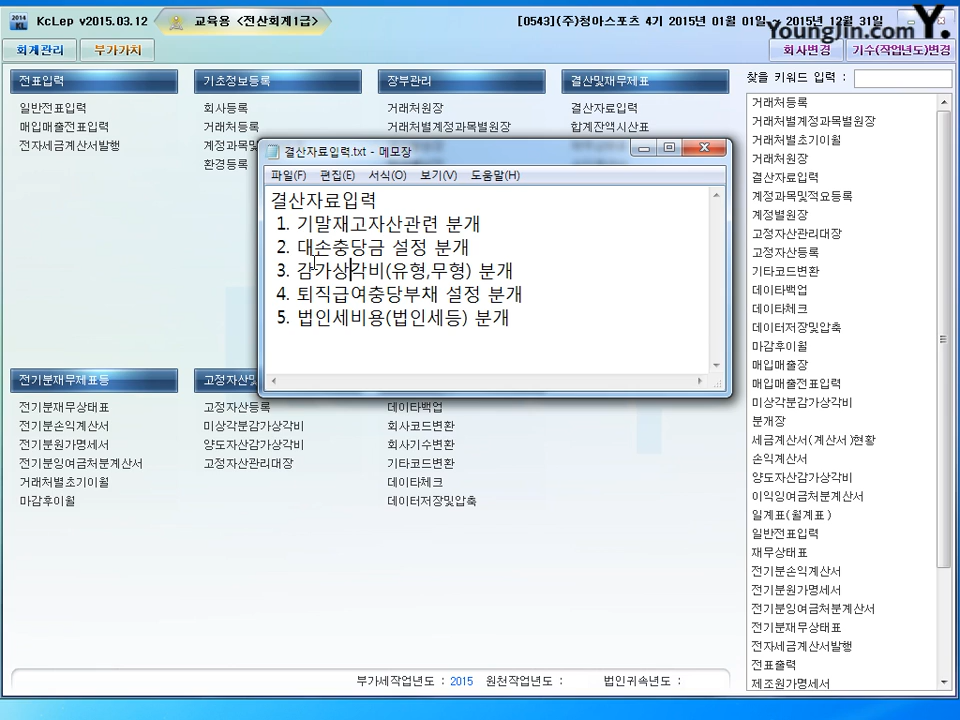 KcLep v2015.03.12
교육용 <전산회계1급>
[0543](주)청아스포츠 4기 2015년 01월 01일 ~ 2015년 12월 31일
YoungJin.com Y.
회계관리
부가가치
회사변경
기수(작업년도)변경
전표입력
일반전표입력
매입매출전표입력
전자세금계산서발행
기초정보등록
회사등록
거래처등록
환경등록
장부관리
거래처원장
거래처별계정과목별원장
결산및재무제표
결산자료입력
합계잔액시산표
결산자료입력.txt - 메모장
파일(F) 편집(E) 서식(O) 보기(V) 도움말(H)
결산자료입력
1. 기말재고자산관련 분개
2. 대손충당금 설정 분개
3. 감가상각비(유형,무형) 분개
4. 퇴직급여충당부채 설정 분개
5. 법인세비용(법인세등) 분개
전기분재무제표등
전기분재무상태표
전기분손익계산서
전기분원가명세서
전기분잉여금처분계산서
거래처별초기이월
마감후이월
고정자산등록
미상각분감가상각비
양도자산감가상각비
고정자산관리대장
데이타백업
회사코드변환
회사기수변환
기타코드변환
데이타체크
데이터저장및압축
찾을 키워드 입력 :
거래처등록
거래처별계정과목별원장
거래처별초기이월
거래처원장
결산자료입력
계정과목및적요등록
계정별원장
고정자산관리대장
고정자산등록
기타코드변환
데이타백업
데이타체크
데이터저장및압축
마감후이월
매입매출장
매입매출전표입력
미상각분감가상각비
분개장
세금계산서(계산서)현황
손익계산서
양도자산감가상각비
이익잉여금처분계산서
일계표(월계표)
일반전표입력
재무상태표
전기분손익계산서
전기분원가명세서
전기분잉여금처분계산서
전기분재무상태표
전자세금계산서발행
전표출력
제조원가명세서
부가세작업년도 : 2015 원천작업년도 : 법인귀속년도 :